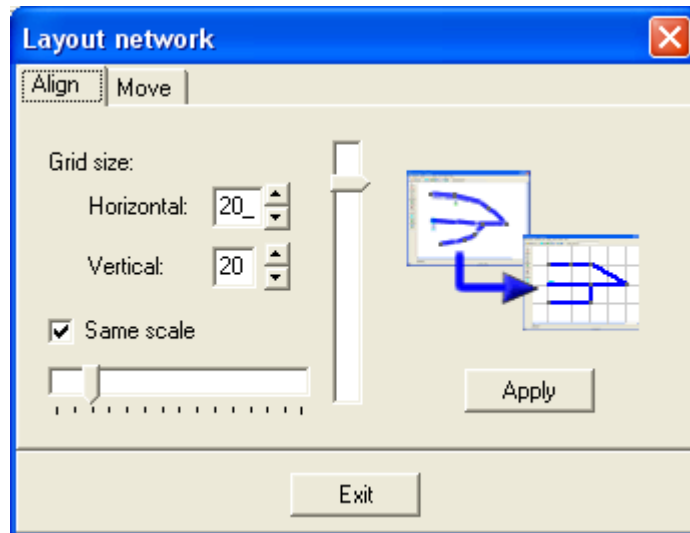 Layout network
Align Move
Grid size:
Horizontal: 20_
Vertical: 20
Same scale
Apply
Exit